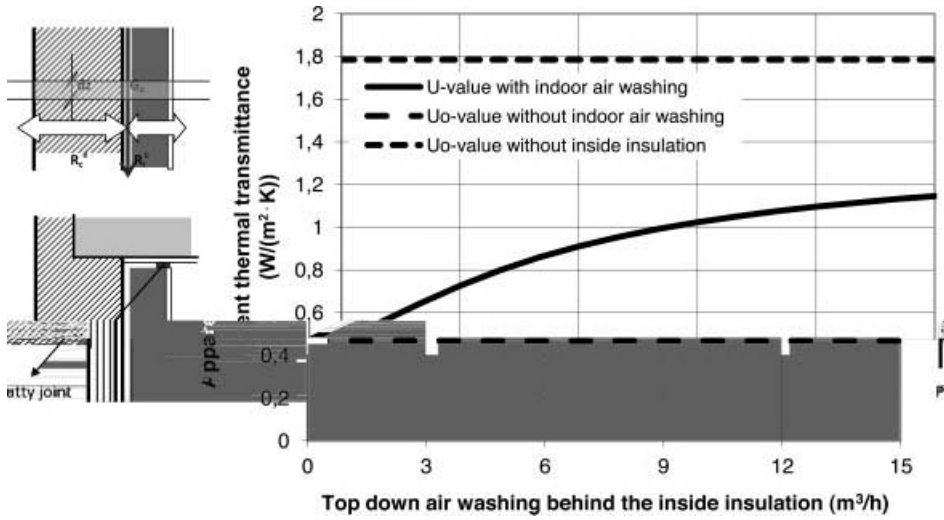 2
1,8
1,6
1,4
1,2
1
0,8
0,6
0,4
0,2
0
U-value with indoor air washing
Uo-value without indoor air washing
Uo-value without inside insulation
ent thermal transmittance
(W/(m²·K))
Appare
dz
atty joint
0 3 6 9 12 15
Top down air washing behind the inside insulation (m³/h)